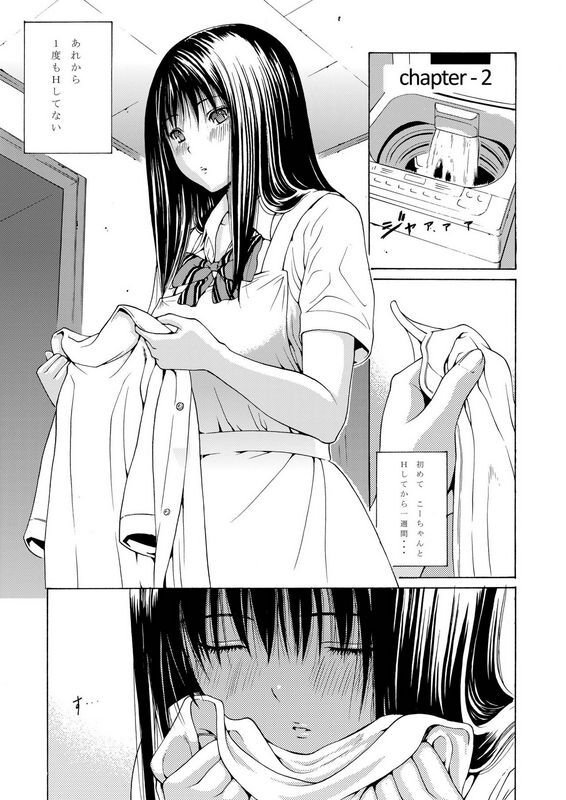 chapter - 2
ジャァァァ
初めて こーちゃんと
Hしてから一週間・・・
あれから
1度もHしてない
す…